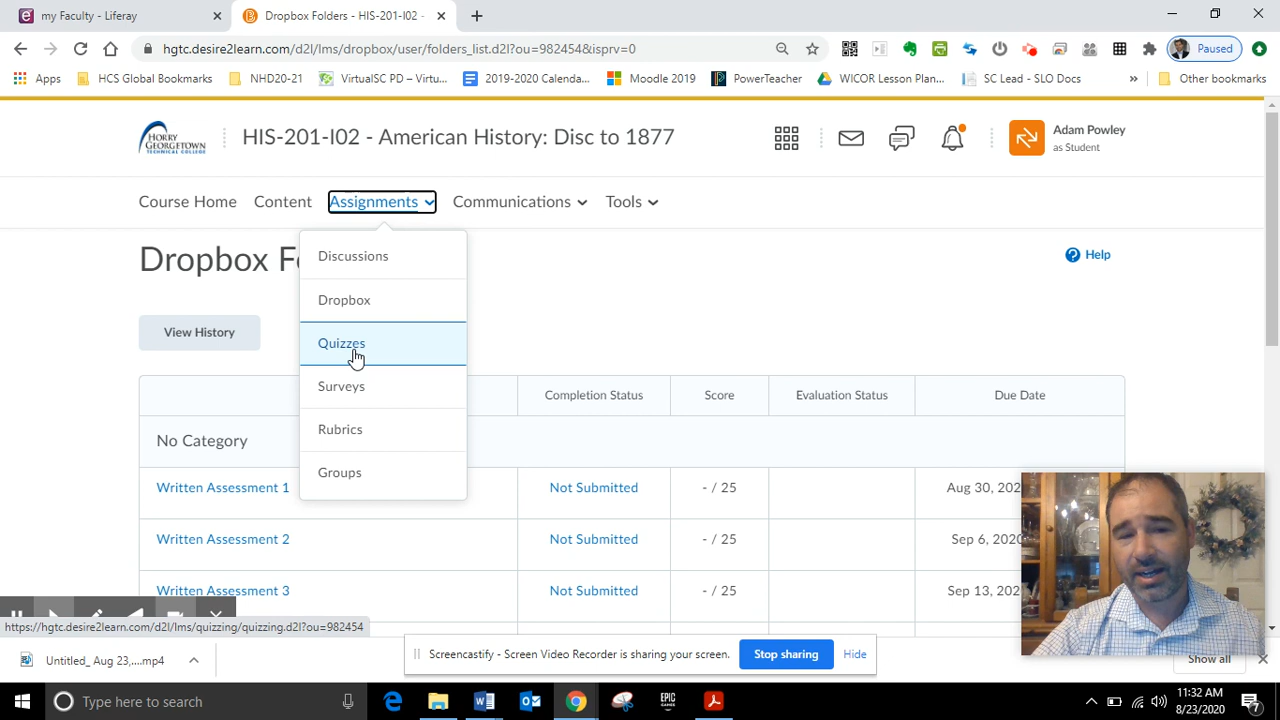 my Faculty - Liferay
Dropbox Folders - HIS-201-I02 -
hgtc.desire2learn.com/d2l/lms/dropbox/user/folders_list.d2l?ou=982454&isprv=0
Paused
Apps
HCS Global Bookmarks
NHD20-21
VirtualSC PD – Virtu...
2019-2020 Calenda...
Moodle 2019
PowerTeacher
WICOR Lesson Plan...
SC Lead - SLO Docs
»
Other bookmarks
HORRY
GEORGETOWN
TECHNICAL COLLEGE
HIS-201-I02 - American History: Disc to 1877
Adam Powley
as Student
Course Home
Content
Assignments
Communications
Tools
Discussions
Dropbox
Quizzes
Surveys
Rubrics
Groups
Dropbox Fo
Help
View History
Completion Status
Score
Evaluation Status
Due Date
No Category
Written Assessment 1
Not Submitted
- / 25
Aug 30, 202
Written Assessment 2
Not Submitted
- / 25
Sep 6, 2020
Written Assessment 3
Not Submitted
- / 25
Sep 13, 202
https://hgtc.desire2learn.com/d2l/lms/quizzing/quizzing.d2l?ou=982454
Untitled_ Aug 23,....mp4
Screencastify - Screen Video Recorder is sharing your screen.
Stop sharing
Hide
Show all
Type here to search
EPIC
GAMES
11:32 AM
8/23/2020
7